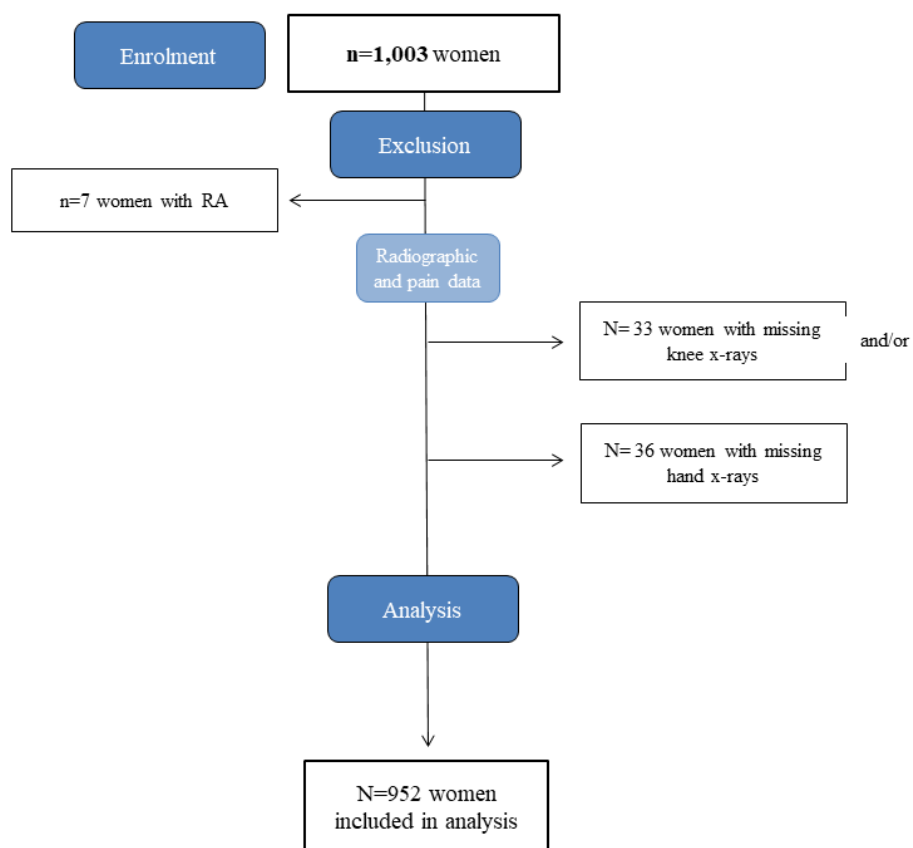 Enrolment
n=1,003 women
Exclusion
n=7 women with RA
Radiographic
and pain data
N= 33 women with missing
knee x-rays
and/or
N= 36 women with missing
hand x-rays
Analysis
N=952 women
included in analysis